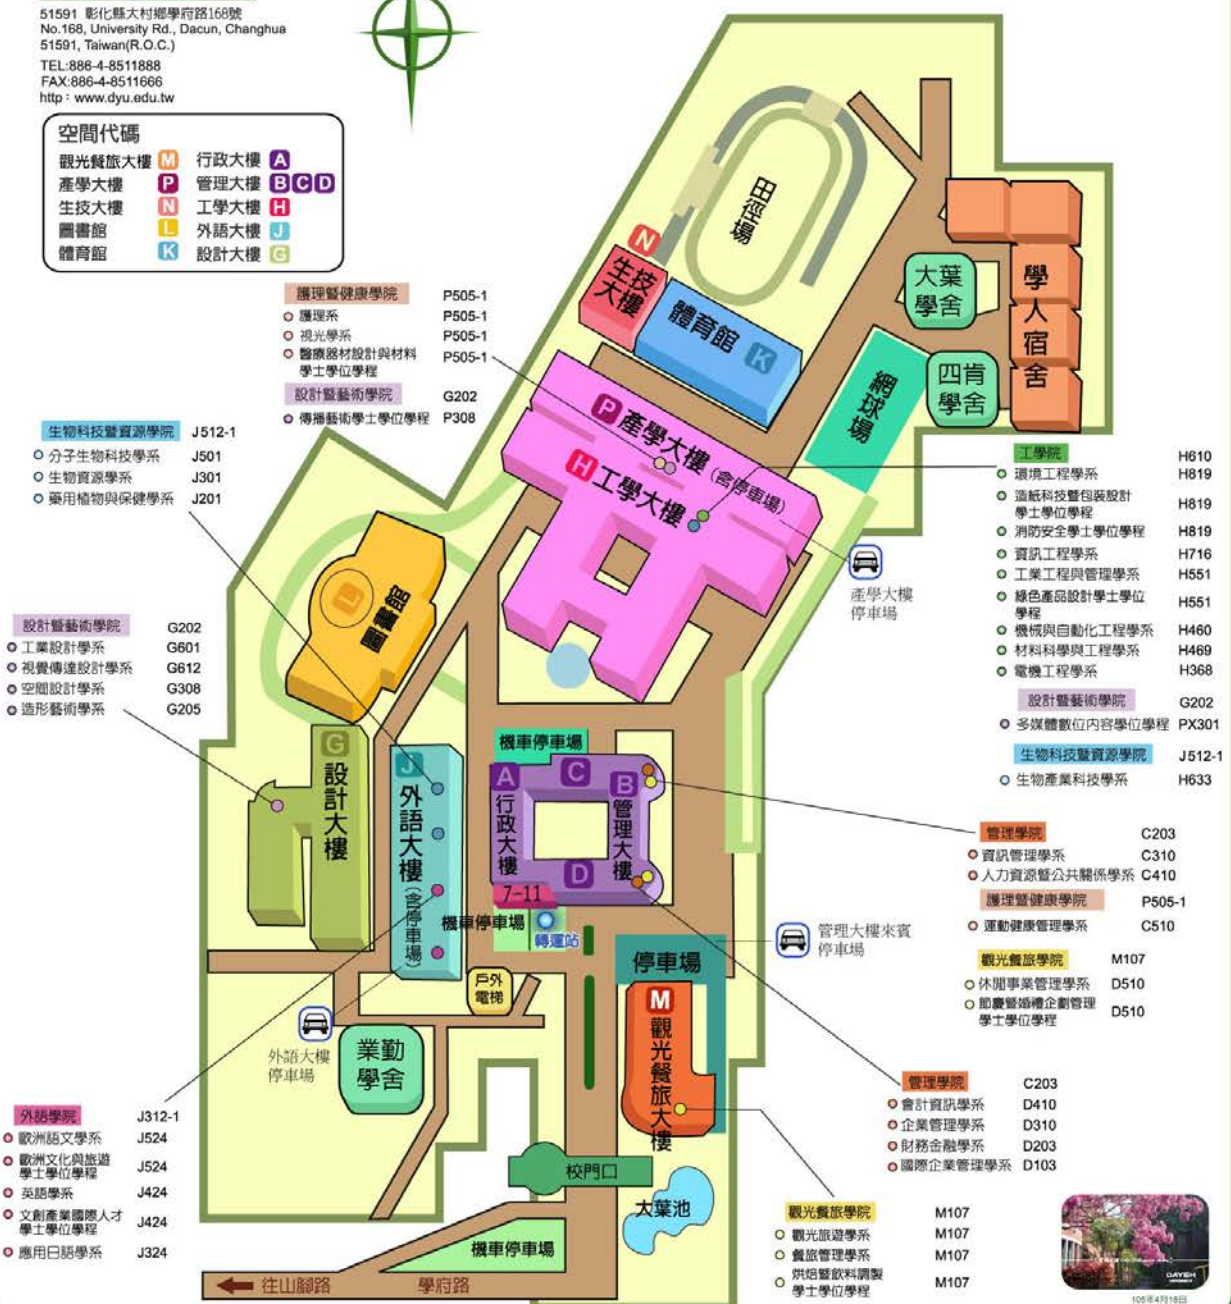 51591 彰化縣大村鄉學府路168號
No.168, University Rd., Dacun, Changhua
51591, Taiwan(R.O.C.)
TEL:886-4-8511888
FAX:886-4-8511666
http：www.dyu.edu.tw
空間代碼
觀光餐旅大樓 M 行政大樓 A
產學大樓 P 管理大樓 B C D
生技大樓 N 工學大樓 H
圖書館 L 外語大樓 J
體育館 K 設計大樓 G
護理暨健康學院 P505-1
護理系 P505-1
視光學系 P505-1
醫療器材設計與材料 P505-1
學士學位學程
設計暨藝術學院 G202
傳播藝術學士學位學程 P308
生物科技暨資源學院 J512-1
分子生物科技學系 J501
生物資源學系 J301
藥用植物與保健學系 J201
設計暨藝術學院 G202
工業設計學系 G601
視覺傳達設計學系 G612
空間設計學系 G308
造形藝術學系 G205
外語學院 J312-1
歐洲語文學系 J524
歐洲文化與旅遊 J524
學士學位學程
英語學系 J424
文創產業國際人才 J424
學士學位學程
應用日語學系 J324
田徑場
N
生技
大樓
體育館 K
大葉
學舍
四肯
學舍
學人宿舍
網球場
P 產學大樓 (含停車場)
H 工學大樓
產學大樓
停車場
L
圖書館
G
設計大樓
J
外語大樓
(含停車場)
機車停車場
A
行政大樓
C
B
管理大樓
D
7-11
機車停車場
轉運站
停車場
管理大樓來賓
停車場
戶外
電梯
M
觀光餐旅大樓
外語大樓
停車場
業勤
學舍
校門口
大葉池
機車停車場
往山腳路 學府路
工學院 H610
環境工程學系 H819
造紙科技暨包裝設計 H819
學士學位學程
消防安全學士學位學程 H819
資訊工程學系 H716
工業工程與管理學系 H551
綠色產品設計學士學位 H551
學程
機械與自動化工程學系 H460
材料科學與工程學系 H469
電機工程學系 H368
設計暨藝術學院 G202
多媒體數位內容學位學程 PX301
生物科技暨資源學院 J512-1
生物產業科技學系 H633
管理學院 C203
資訊管理學系 C310
人力資源暨公共關係學系 C410
護理暨健康學院 P505-1
運動健康管理學系 C510
觀光餐旅學院 M107
休閒事業管理學系 D510
節慶暨婚禮企劃管理 D510
學士學位學程
管理學院 C203
會計資訊學系 D410
企業管理學系 D310
財務金融學系 D203
國際企業管理學系 D103
觀光餐旅學院 M107
觀光旅遊學系 M107
餐旅管理學系 M107
烘焙暨飲料調製 M107
學士學位學程
DAYEH
105年4月18日